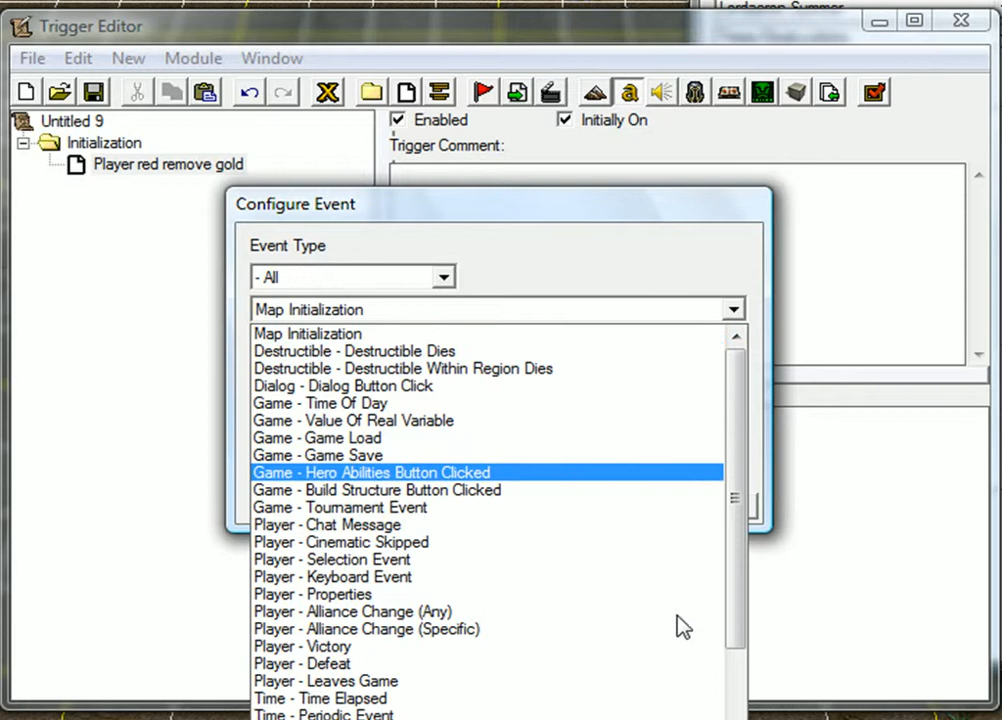 Lordaeron Summer
Trigger Editor
File Edit New Module Window
Untitled 9
Initialization
Player red remove gold
Enabled
Initially On
Trigger Comment:
Configure Event
Event Type
- All
Map Initialization
Map Initialization
Destructible - Destructible Dies
Destructible - Destructible Within Region Dies
Dialog - Dialog Button Click
Game - Time Of Day
Game - Value Of Real Variable
Game - Game Load
Game - Game Save
Game - Hero Abilities Button Clicked
Game - Build Structure Button Clicked
Game - Tournament Event
Player - Chat Message
Player - Cinematic Skipped
Player - Selection Event
Player - Keyboard Event
Player - Properties
Player - Alliance Change (Any)
Player - Alliance Change (Specific)
Player - Victory
Player - Defeat
Player - Leaves Game
Time - Time Elapsed
Time - Periodic Event